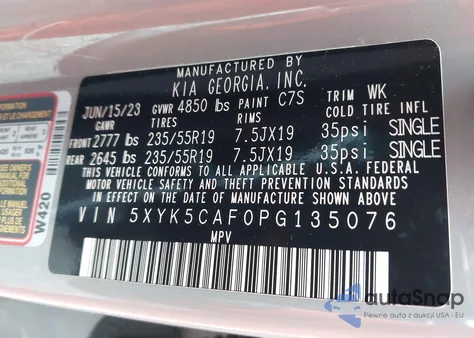 MANUFACTURED BY
KIA GEORGIA, INC.
JUN/15/23 GVWR 4850 lbs PAINT C7S TRIM WK
GAWR TIRES RIMS COLD TIRE INFL
FRONT 2777 lbs 235/55R19 7.5JX19 35psi SINGLE
REAR 2645 lbs 235/55R19 7.5JX19 35psi SINGLE
THIS VEHICLE CONFORMS TO ALL APPLICABLE U.S.A. FEDERAL
MOTOR VEHICLE SAFETY AND THEFT PREVENTION STANDARDS
IN EFFECT ON THE DATE OF MANUFACTURE SHOWN ABOVE
VIN 5XYK5CAF0PG135076
MPV
W420
autoSnap
Pewne auta z aukcji USA i EU